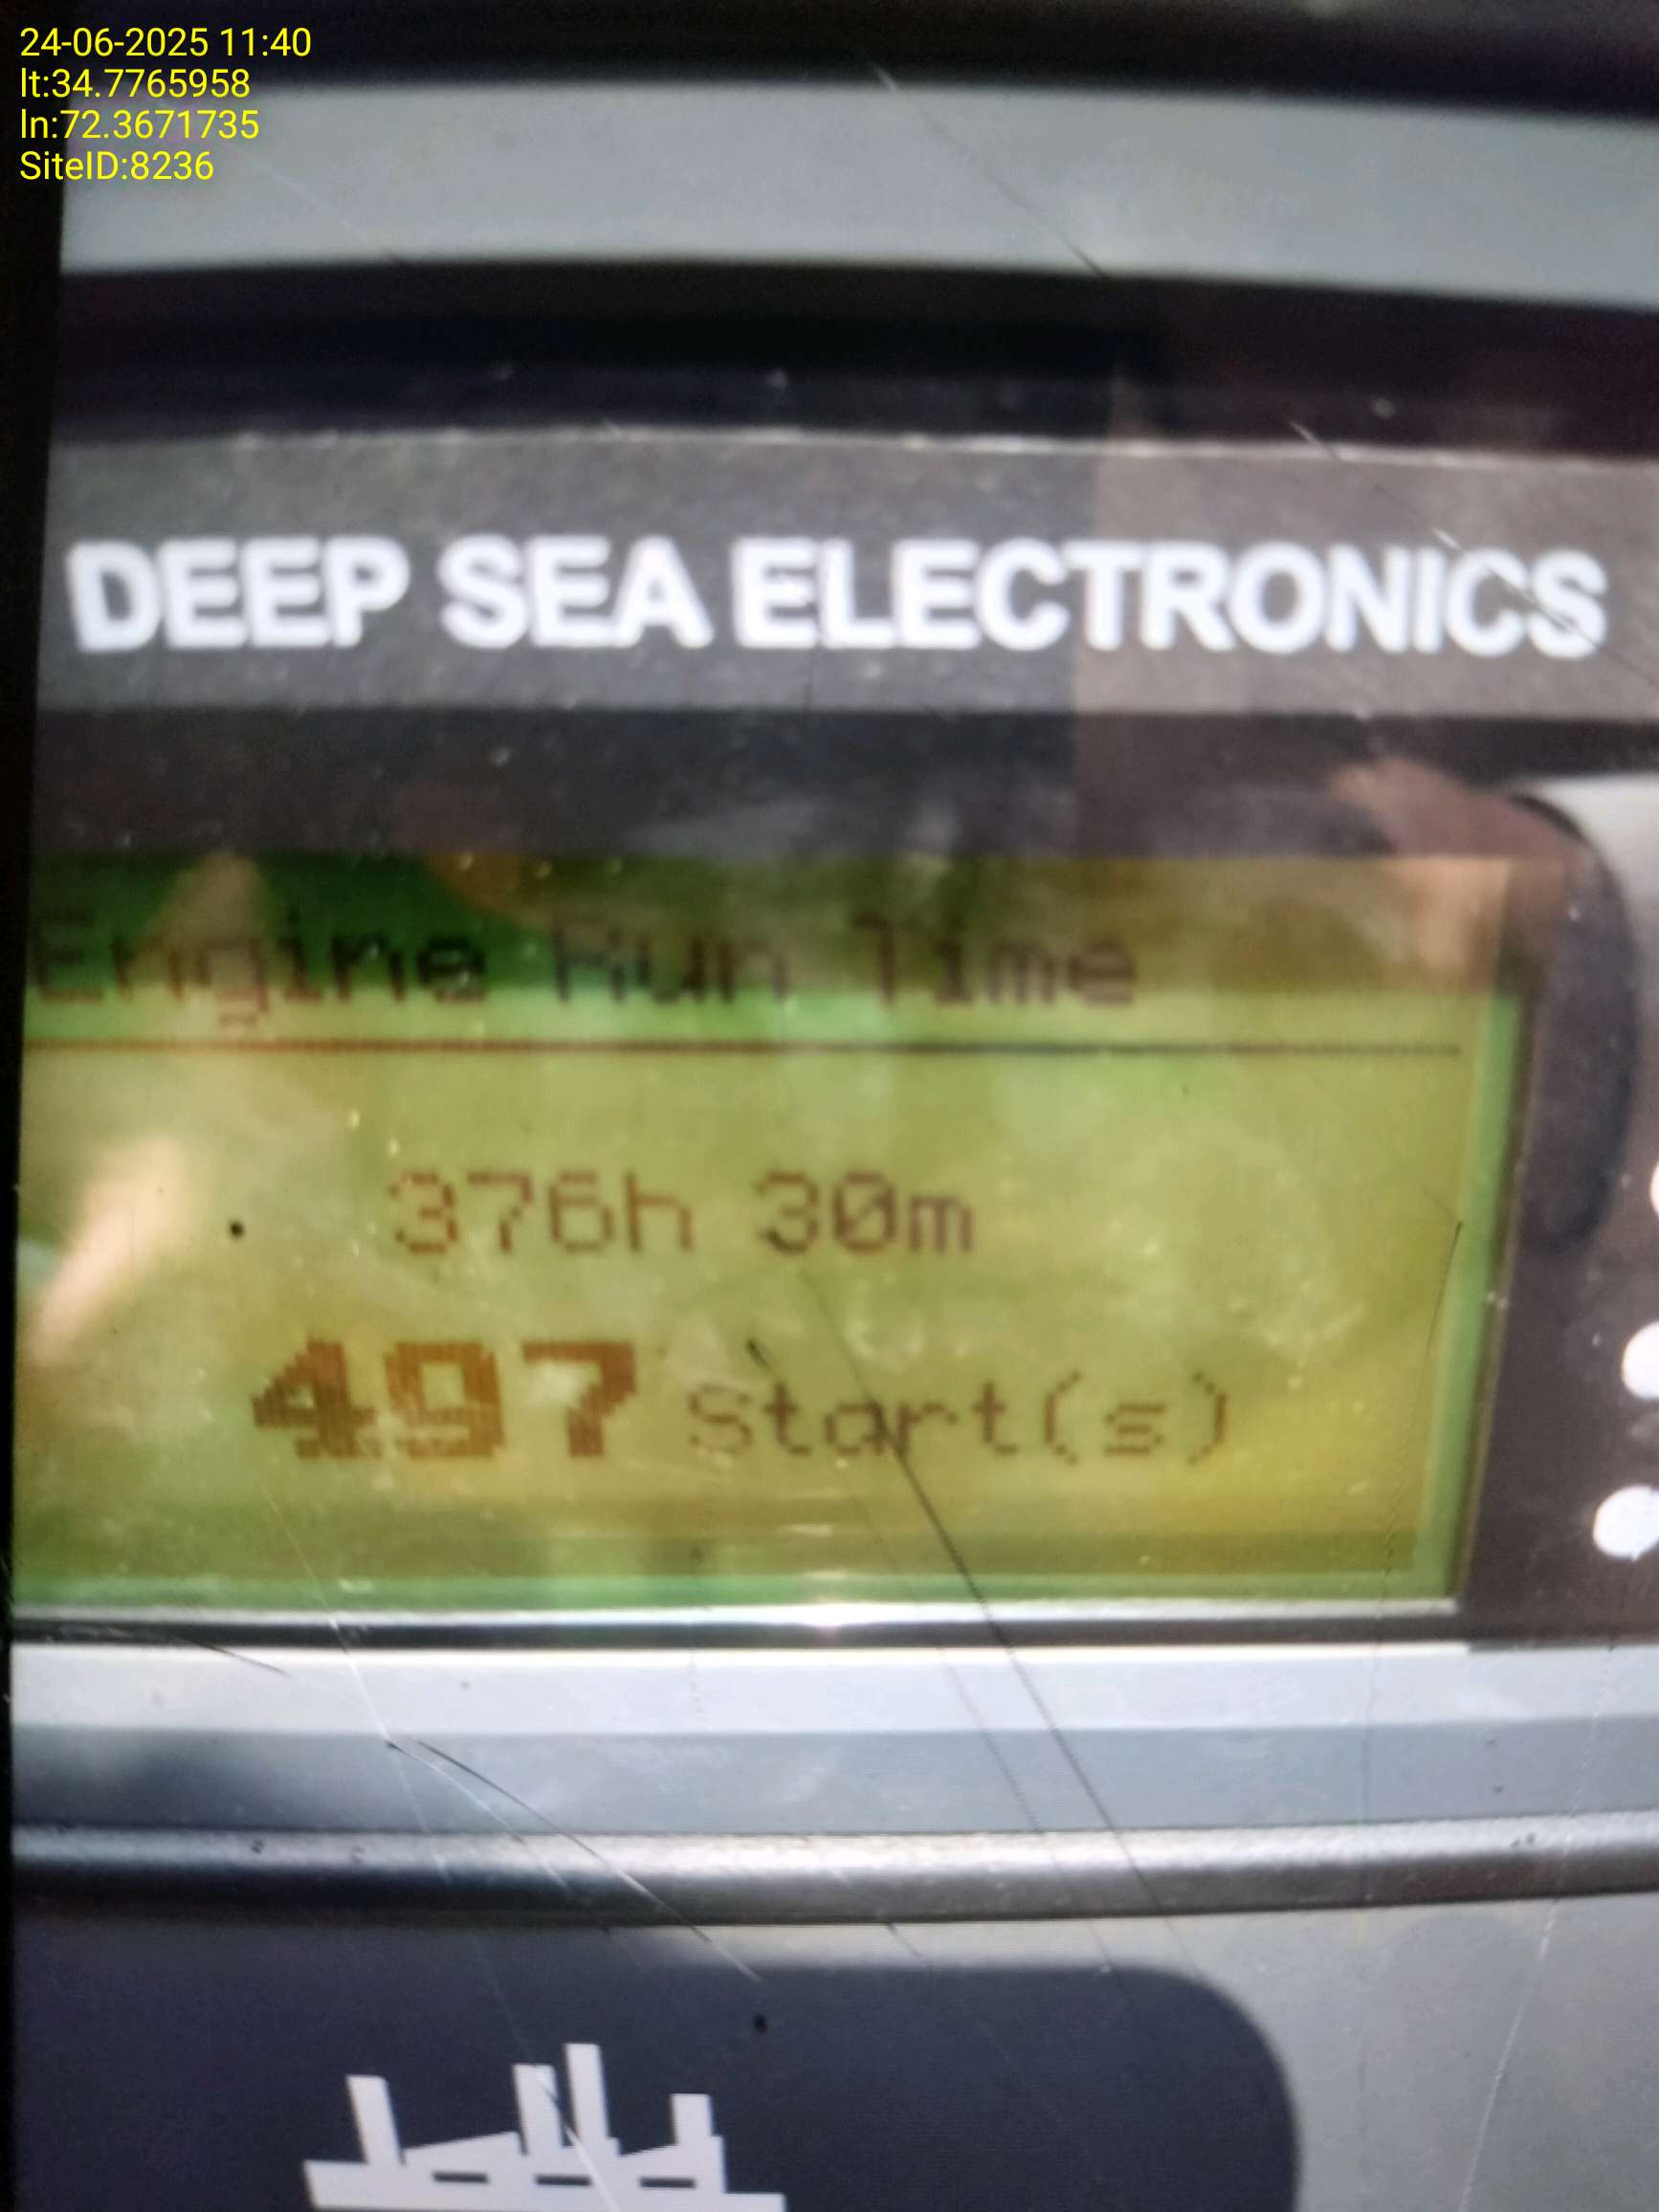 24-06-2025 11:40
lt:34.7765958
ln:72.3671735
SiteID:8236
DEEP SEA ELECTRONICS
Engine Run Time
376h 30m
497 Start(s)